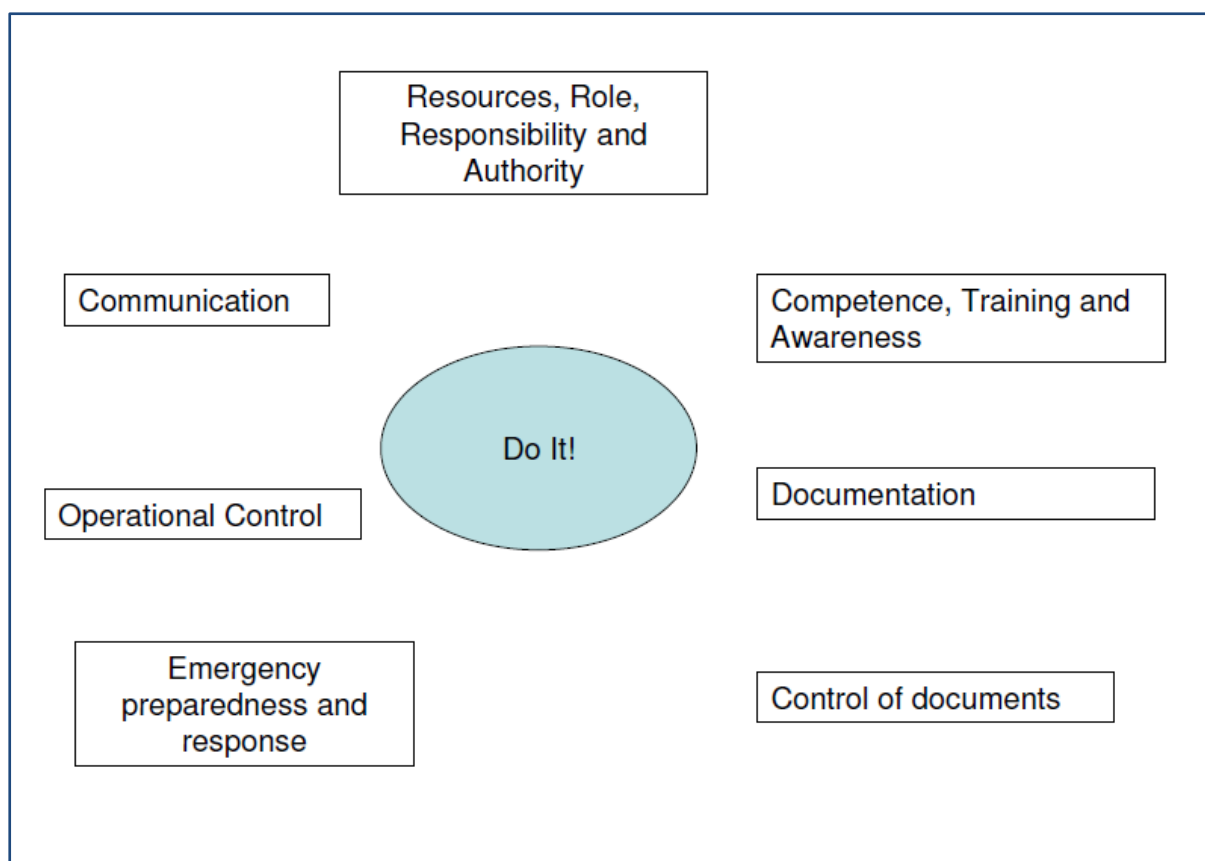 Resources, Role,
Responsibility and
Authority
Communication
Competence, Training and
Awareness
Do It!
Documentation
Operational Control
Emergency
preparedness and
response
Control of documents